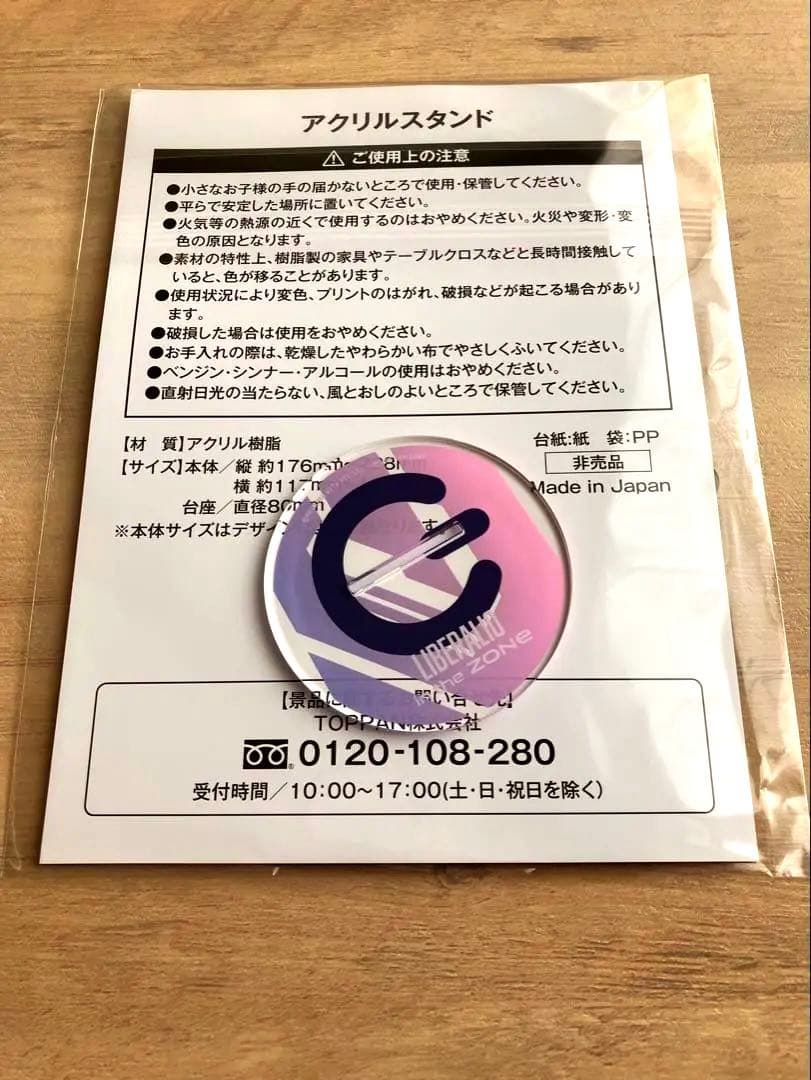 アクリルスタンド
⚠ ご使用上の注意
●小さなお子様の手の届かないところで使用・保管してください。
●平らで安定した場所に置いてください。
●火気等の熱源の近くで使用するのはおやめください。火災や変形・変
色の原因となります。
●素材の特性上、樹脂製の家具やテーブルクロスなどと長時間接触して
いると、色が移ることがあります。
●使用状況により変色、プリントのはがれ、破損などが起こる場合があり
ます。
●破損した場合は使用をおやめください。
●お手入れの際は、乾燥したやわらかい布でやさしくふいてください。
●ベンジン・シンナー・アルコールの使用はおやめください。
●直射日光の当たらない、風とおしのよいところで保管してください。
【材 質】アクリル樹脂
【サイズ】本体/縦 約176m
横 約117m
台座/直径80mm
※本体サイズはデザイン
台紙:紙 袋:PP
非売品
Made in Japan
LIBERALIO
in the ZONe
【景品に関するお問い合せ先】
TOPPAN株式会社
0120-108-280
受付時間/10:00~17:00(土・日・祝日を除く)